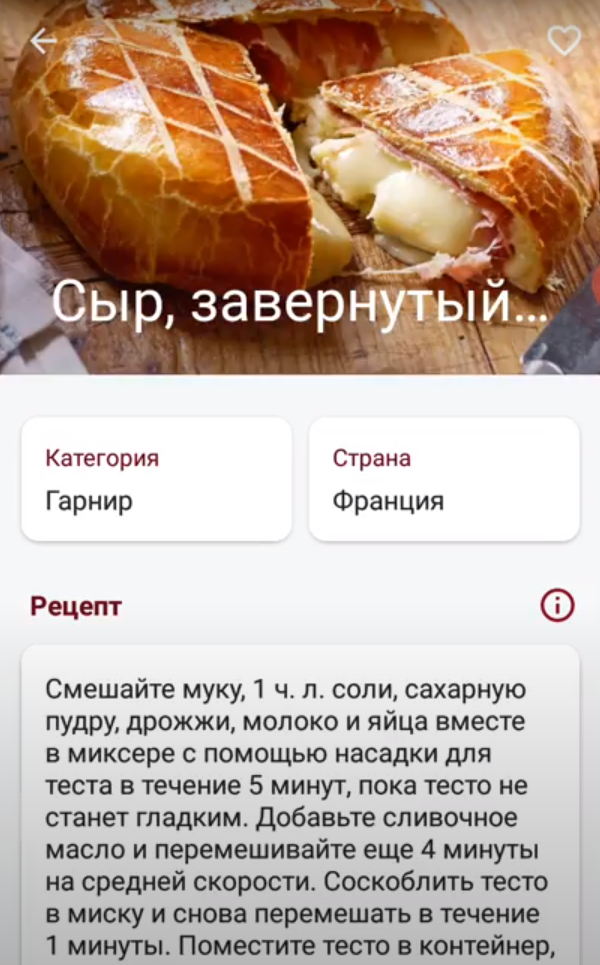 Сыр, завернутый...
Категория
Гарнир
Страна
Франция
Рецепт
Смешайте муку, 1 ч. л. соли, сахарную
пудру, дрожжи, молоко и яйца вместе
в миксере с помощью насадки для
теста в течение 5 минут, пока тесто не
станет гладким. Добавьте сливочное
масло и перемешивайте еще 4 минуты
на средней скорости. Соскоблить тесто
в миску и снова перемешать в течение
1 минуты. Поместите тесто в контейнер,